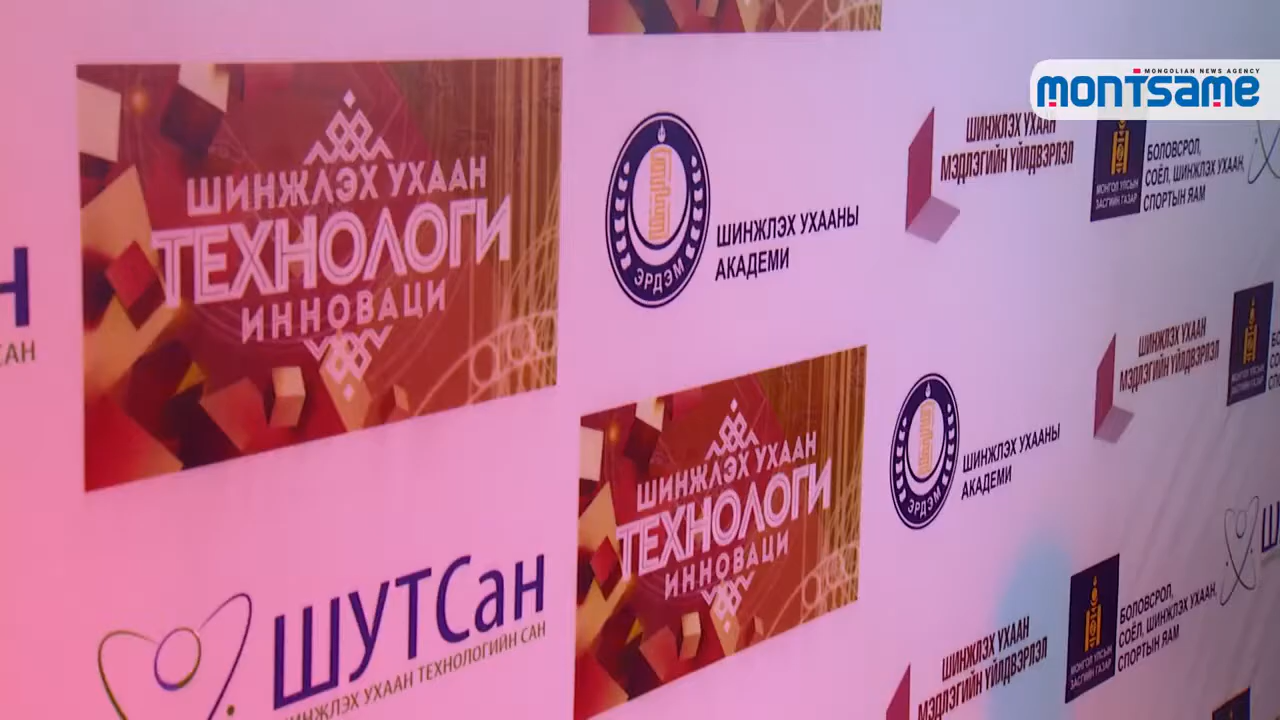 MONGOLIAN NEWS AGENCY
MONTSAME
ШИНЖЛЭХ УХААН
ТЕХНОЛОГИ
ИННОВАЦИ
ЭРДЭМ
ШИНЖЛЭХ УХААНЫ
АКАДЕМИ
ШИНЖЛЭХ УХААН
МЭДЛЭГИЙН ҮЙЛДВЭРЛЭЛ
МОНГОЛ УЛСЫН
ЗАСГИЙН ГАЗАР
БОЛОВСРОЛ,
СОЁЛ, ШИНЖЛЭХ УХААН,
СПОРТЫН ЯАМ
Н
САН
ШИНЖЛЭХ УХААН
ТЕХНОЛОГИ
ИННОВАЦИ
ЭРДЭМ
ШИНЖЛЭХ УХААНЫ
АКАДЕМИ
ШИНЖЛЭХ УХААН
МЭДЛЭГИЙН ҮЙЛДВЭРЛЭЛ
ШУТСан
ШИНЖЛЭХ УХААН ТЕХНОЛОГИЙН САН
ШИНЖЛЭХ УХААН
МЭДЛЭГИЙН ҮЙЛДВЭРЛЭЛ
МОНГОЛ УЛСЫН
ЗАСГИЙН ГАЗАР
БОЛОВСРОЛ,
СОЁЛ, ШИНЖЛЭХ УХААН,
СПОРТЫН ЯАМ